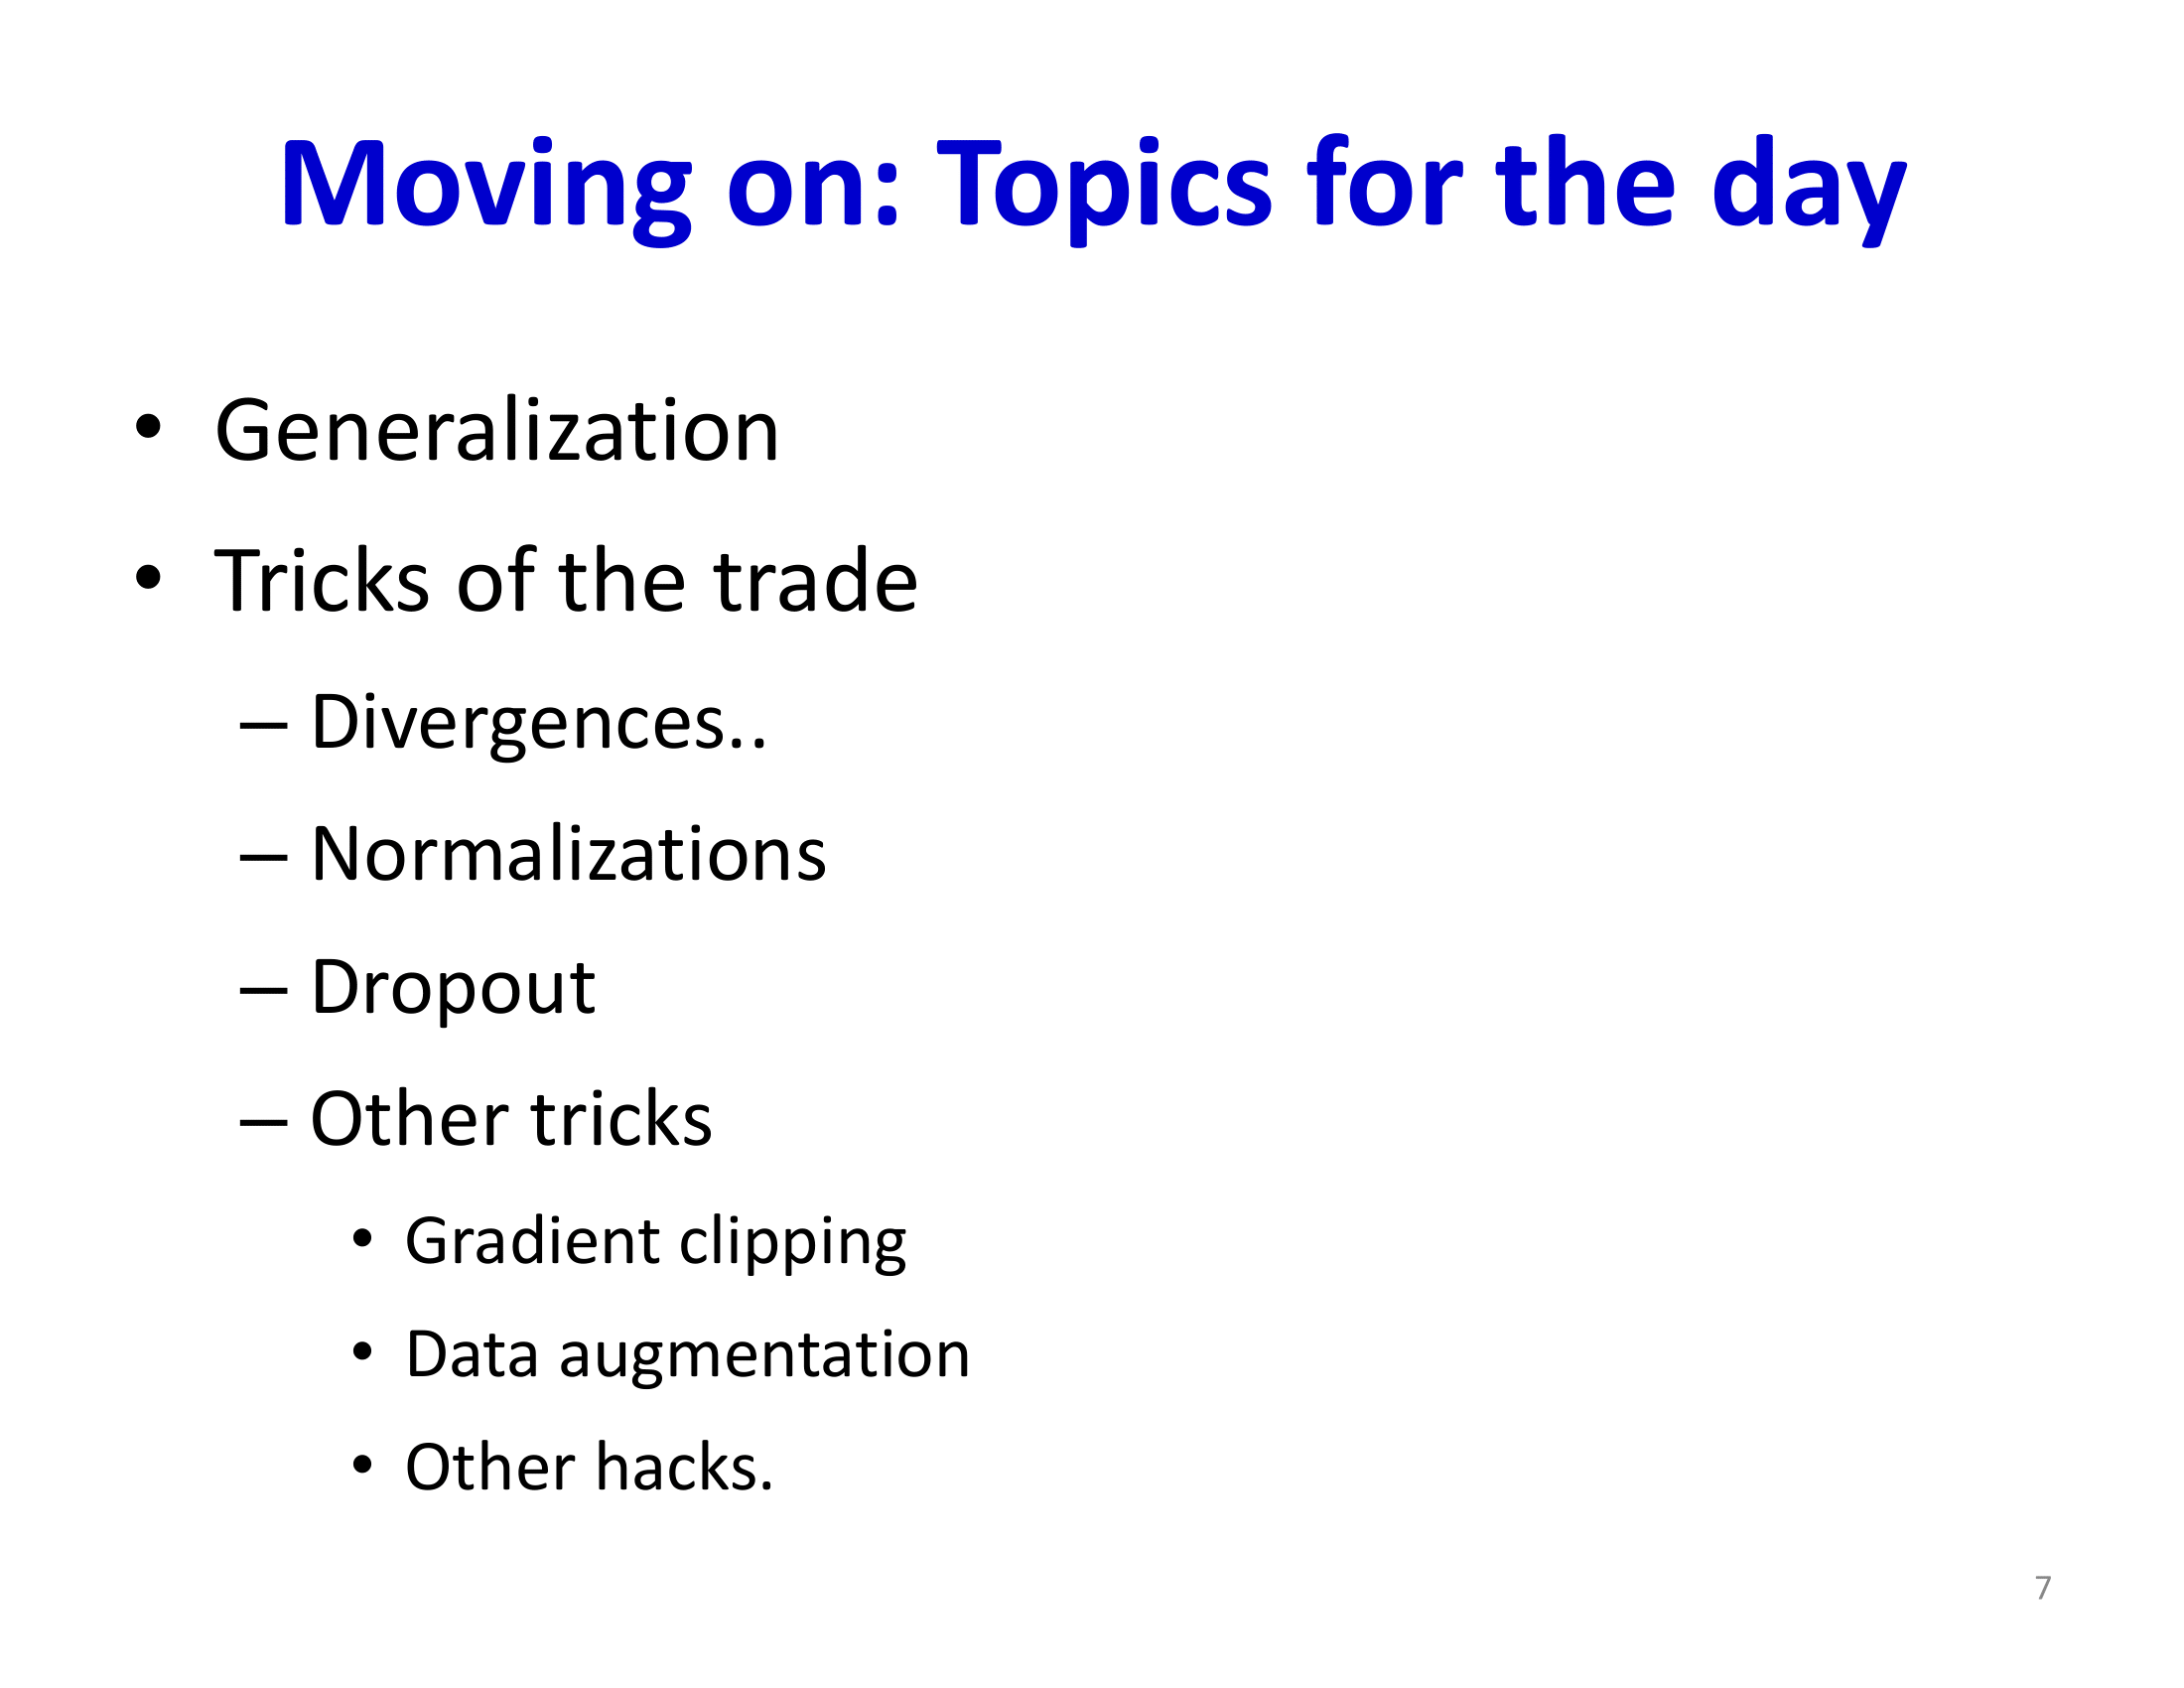 Moving on: Topics for the day
• Generalization
• Tricks of the trade
– Divergences..
– Normalizations
– Dropout
– Other tricks
• Gradient clipping
• Data augmentation
• Other hacks.
7